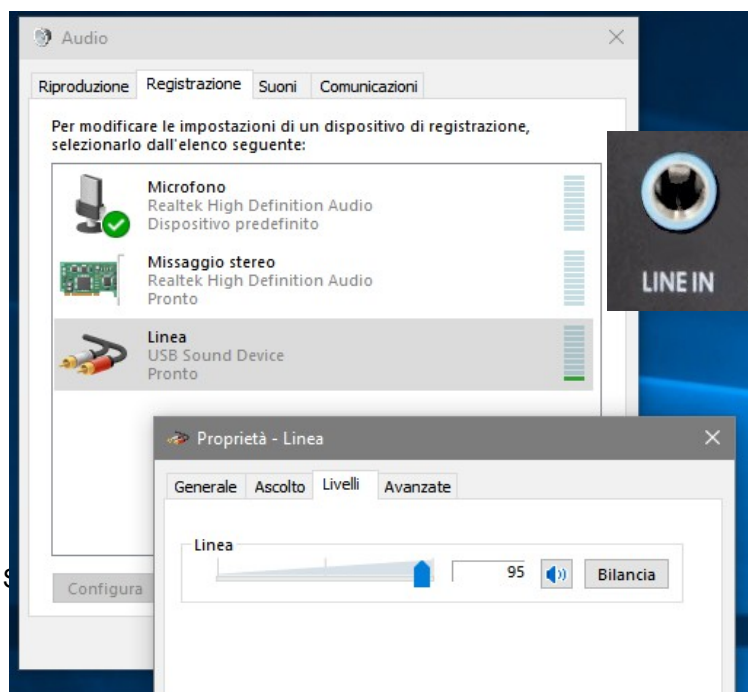 Audio
Riproduzione Registrazione Suoni Comunicazioni
Per modificare le impostazioni di un dispositivo di registrazione,
selezionarlo dall'elenco seguente:
Microfono
Realtek High Definition Audio
Dispositivo predefinito
Missaggio stereo
Realtek High Definition Audio
Pronto
LINE IN
Linea
USB Sound Device
Pronto
Proprietà - Linea
Generale Ascolto Livelli Avanzate
Linea
95 Bilancia
Configura